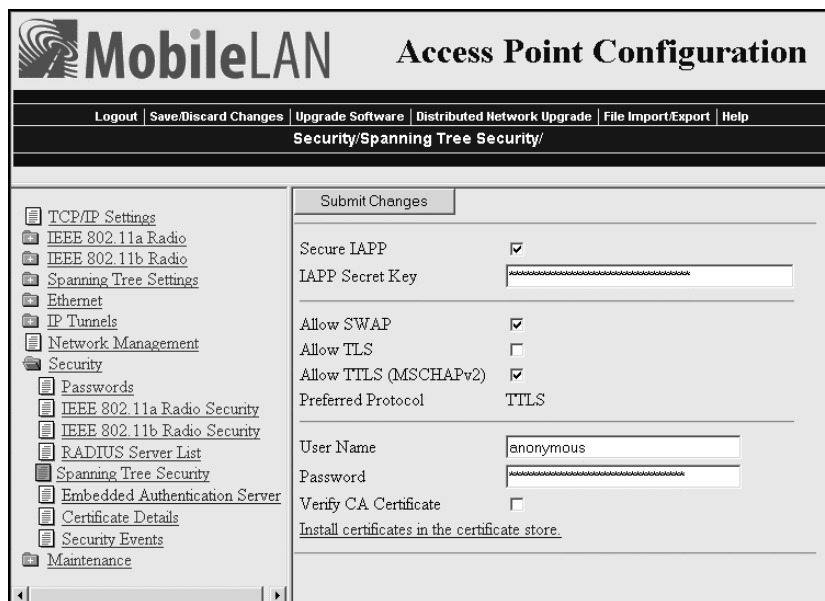 MobileLAN
Access Point Configuration
Logout | Save/Discard Changes | Upgrade Software | Distributed Network Upgrade | File Import/Export | Help
Security/Spanning Tree Security/
TCP/IP Settings
IEEE 802.11a Radio
IEEE 802.11b Radio
Spanning Tree Settings
Ethernet
IP Tunnels
Network Management
Security
Passwords
IEEE 802.11a Radio Security
IEEE 802.11b Radio Security
RADIUS Server List
Spanning Tree Security
Embedded Authentication Server
Certificate Details
Security Events
Maintenance
Submit Changes
Secure IAPP
IAPP Secret Key
Allow SWAP
Allow TLS
Allow TTLS (MSCHAPv2)
Preferred Protocol TTLS
User Name anonymous
Password
Verify CA Certificate
Install certificates in the certificate store.